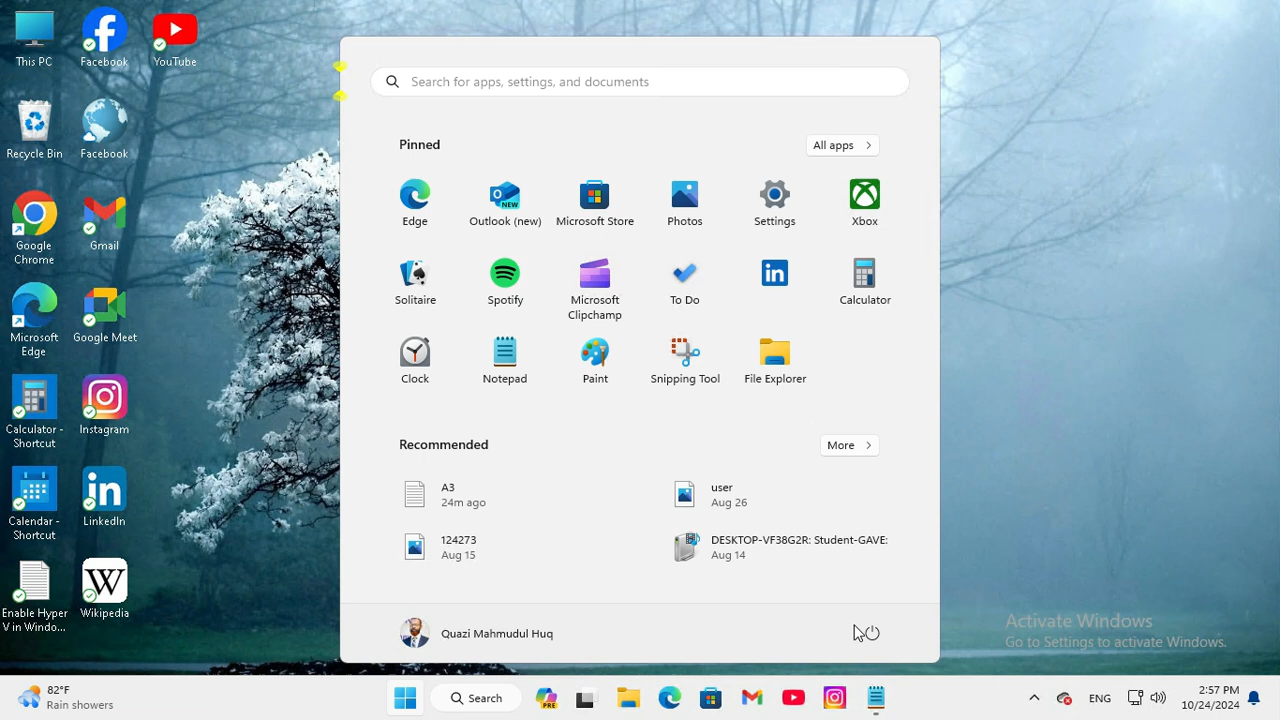 This PC
Facebook
YouTube
Recycle Bin
Facebook
Google
Chrome
Gmail
Microsoft
Edge
Google Meet
Calculator -
Shortcut
Instagram
Calendar -
Shortcut
LinkedIn
Enable Hyper
V in Windo...
Wikipedia
Search for apps, settings, and documents
Pinned
All apps
Edge
Outlook (new)
Microsoft Store
Photos
Settings
Xbox
Solitaire
Spotify
Microsoft
Clipchamp
To Do
Calculator
Clock
Notepad
Paint
Snipping Tool
File Explorer
Recommended
More
A3
24m ago
user
Aug 26
124273
Aug 15
DESKTOP-VF38G2R: Student-GAVE:
Aug 14
Quazi Mahmudul Huq
Activate Windows
Go to Settings to activate Windows.
82°F
Rain showers
Search
PRE
ENG
2:57 PM
10/24/2024